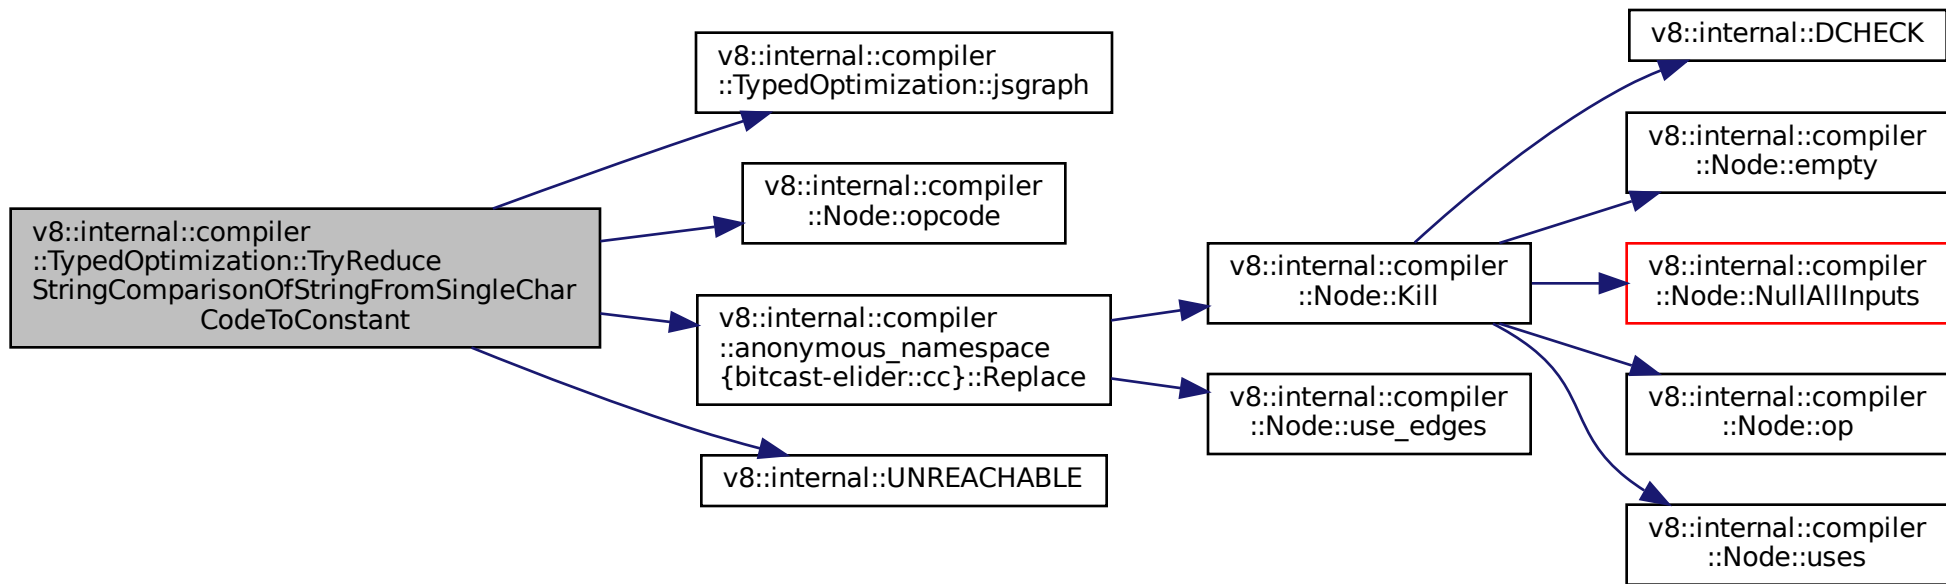 v8::internal::compiler
::TypedOptimization::TryReduce
StringComparisonOfStringFromSingleChar
CodeToConstant
v8::internal::compiler
::TypedOptimization::jsgraph
v8::internal::compiler
::Node::opcode
v8::internal::compiler
::anonymous_namespace
{bitcast-elider::cc}::Replace
v8::internal::UNREACHABLE
v8::internal::compiler
::Node::Kill
v8::internal::compiler
::Node::use_edges
v8::internal::DCHECK
v8::internal::compiler
::Node::empty
v8::internal::compiler
::Node::NullAllInputs
v8::internal::compiler
::Node::op
v8::internal::compiler
::Node::uses